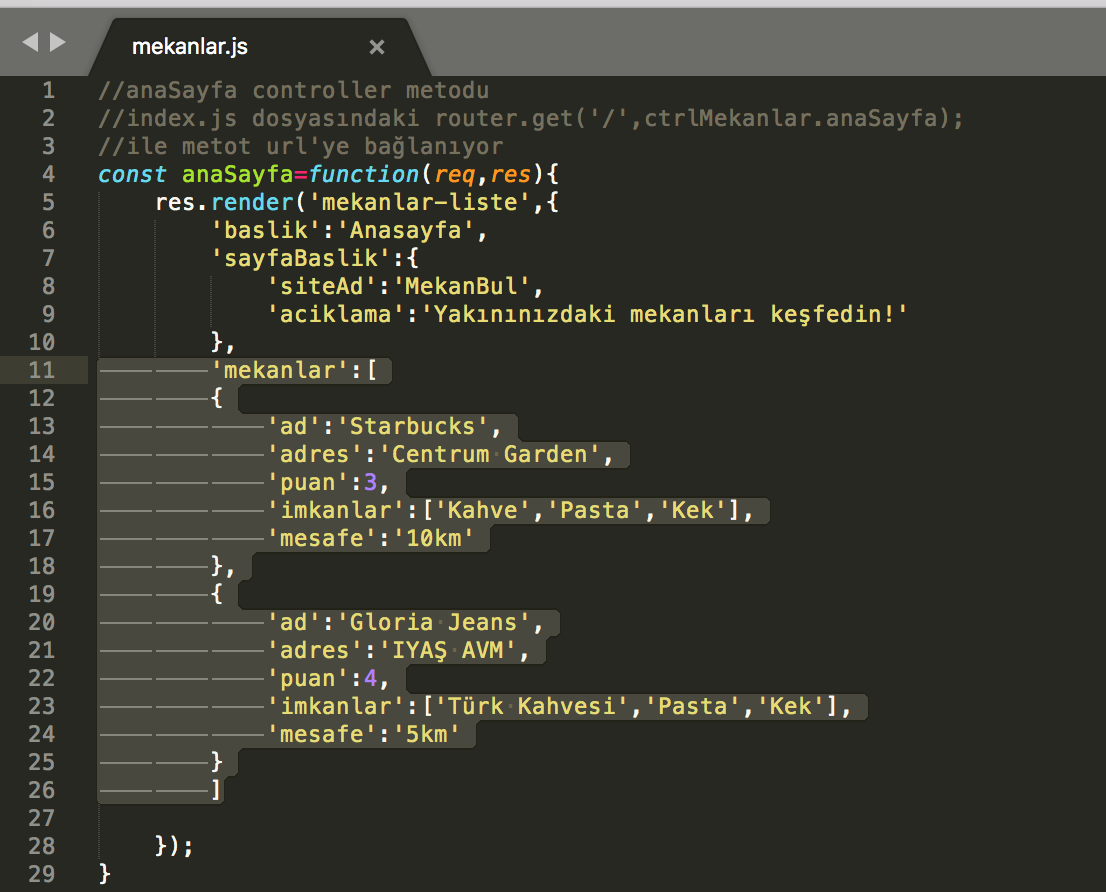 mekanlar.js ×
1 //anaSayfa controller metodu
2 //index.js dosyasındaki router.get('/',ctrlMekanlar.anaSayfa);
3 //ile metot url'ye bağlanıyor
4 const anaSayfa=function(req,res){
5     res.render('mekanlar-liste',{
6         'baslik':'Anasayfa',
7         'sayfaBaslik':{
8             'siteAd':'MekanBul',
9             'aciklama':'Yakınınızdaki mekanları keşfedin!'
10         },
11         'mekanlar':[
12         {
13             'ad':'Starbucks',
14             'adres':'Centrum Garden',
15             'puan':3,
16             'imkanlar':['Kahve','Pasta','Kek'],
17             'mesafe':'10km'
18         },
19         {
20             'ad':'Gloria Jeans',
21             'adres':'IYAŞ AVM',
22             'puan':4,
23             'imkanlar':['Türk Kahvesi','Pasta','Kek'],
24             'mesafe':'5km'
25         }
26         ]
27
28     });
29 }